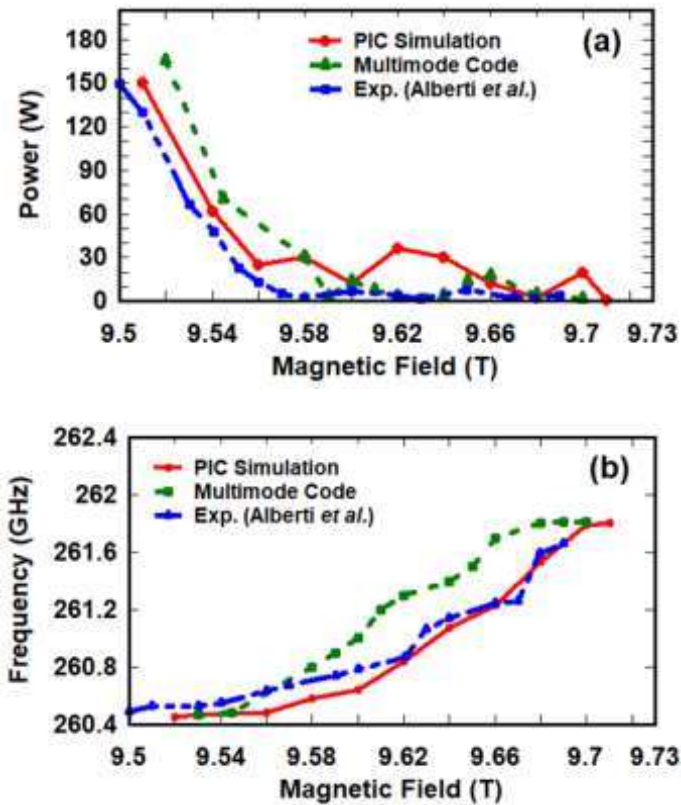 (a)
PIC Simulation
Multimode Code
Exp. (Alberti et al.)
180
150
120
90
60
30
0
Power (W)
9.5 9.54 9.58 9.62 9.66 9.7 9.73
Magnetic Field (T)
(b)
PIC Simulation
Multimode Code
Exp. (Alberti et al.)
262.4
262
261.6
261.2
260.8
260.4
Frequency (GHz)
9.5 9.54 9.58 9.62 9.66 9.7 9.73
Magnetic Field (T)